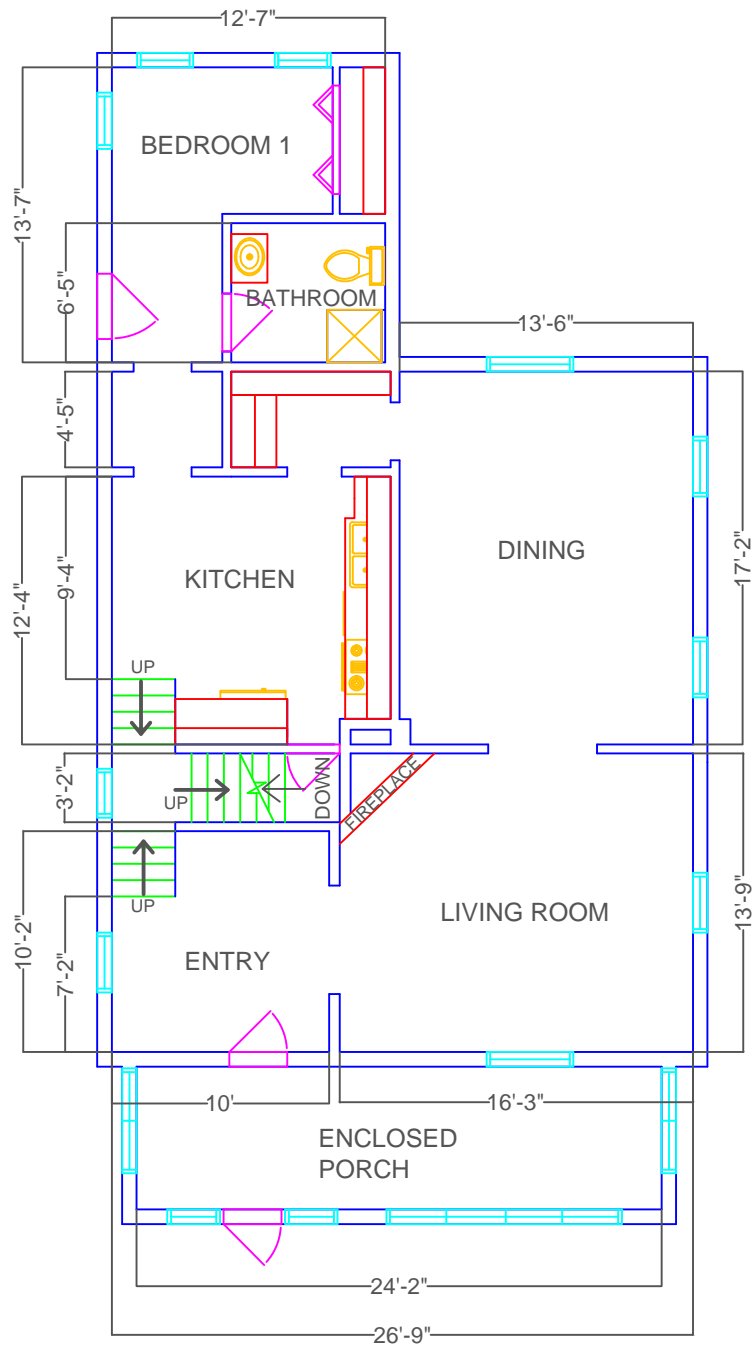 12'-7"
BEDROOM 1
13'-7"
6'-5"
BATHROOM
13'-6"
4'-5"
DINING
17'-2"
KITCHEN
9'-4"
12'-4"
UP
3'-2"
UP
DOWN
FIREPLACE
UP
LIVING ROOM
13'-9"
ENTRY
10'-2"
7'-2"
10'
16'-3"
ENCLOSED
PORCH
24'-2"
26'-9"